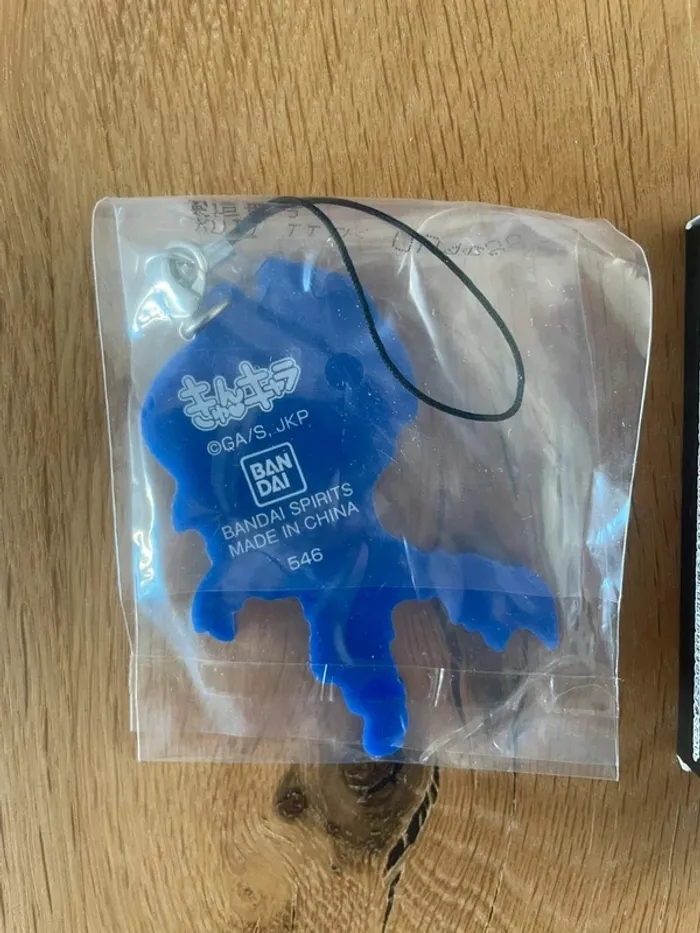 きゅんキャラ
©GA/S, JKP
BAN
DAI
BANDAI SPIRITS
MADE IN CHINA
546